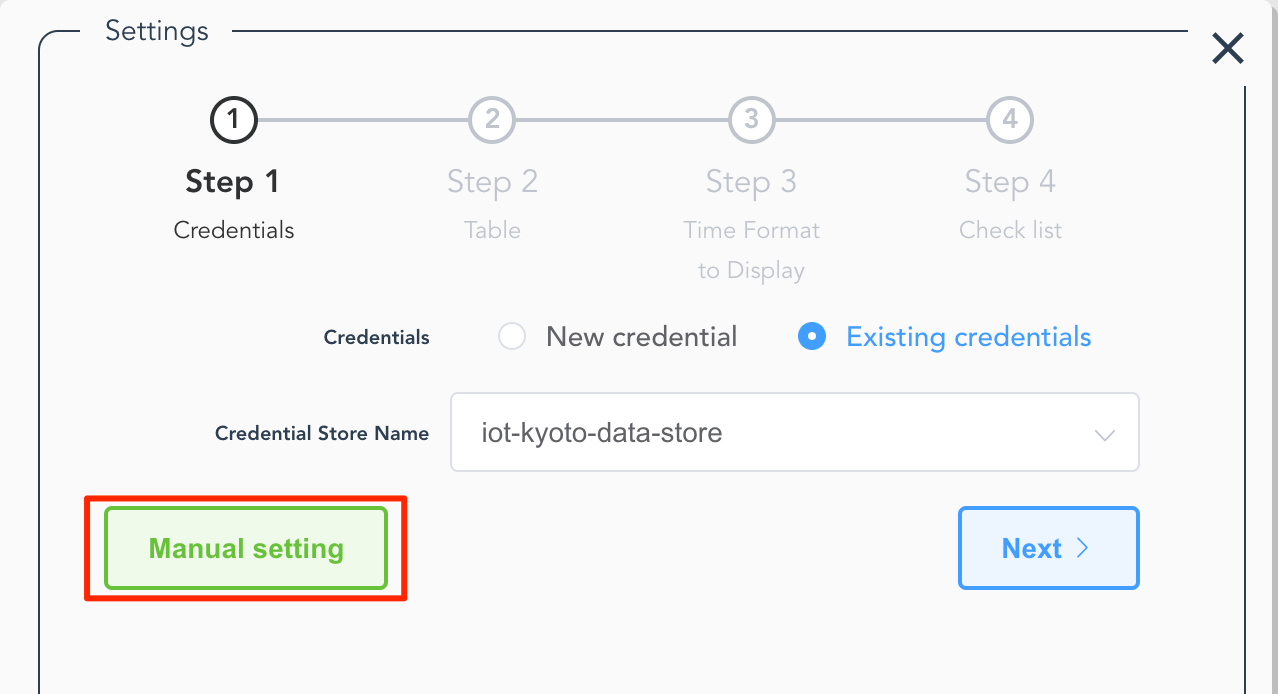 Settings
1 2 3 4
Step 1 Step 2 Step 3 Step 4
Credentials Table Time Format Check list
to Display
Credentials New credential Existing credentials
Credential Store Name iot-kyoto-data-store
Manual setting Next